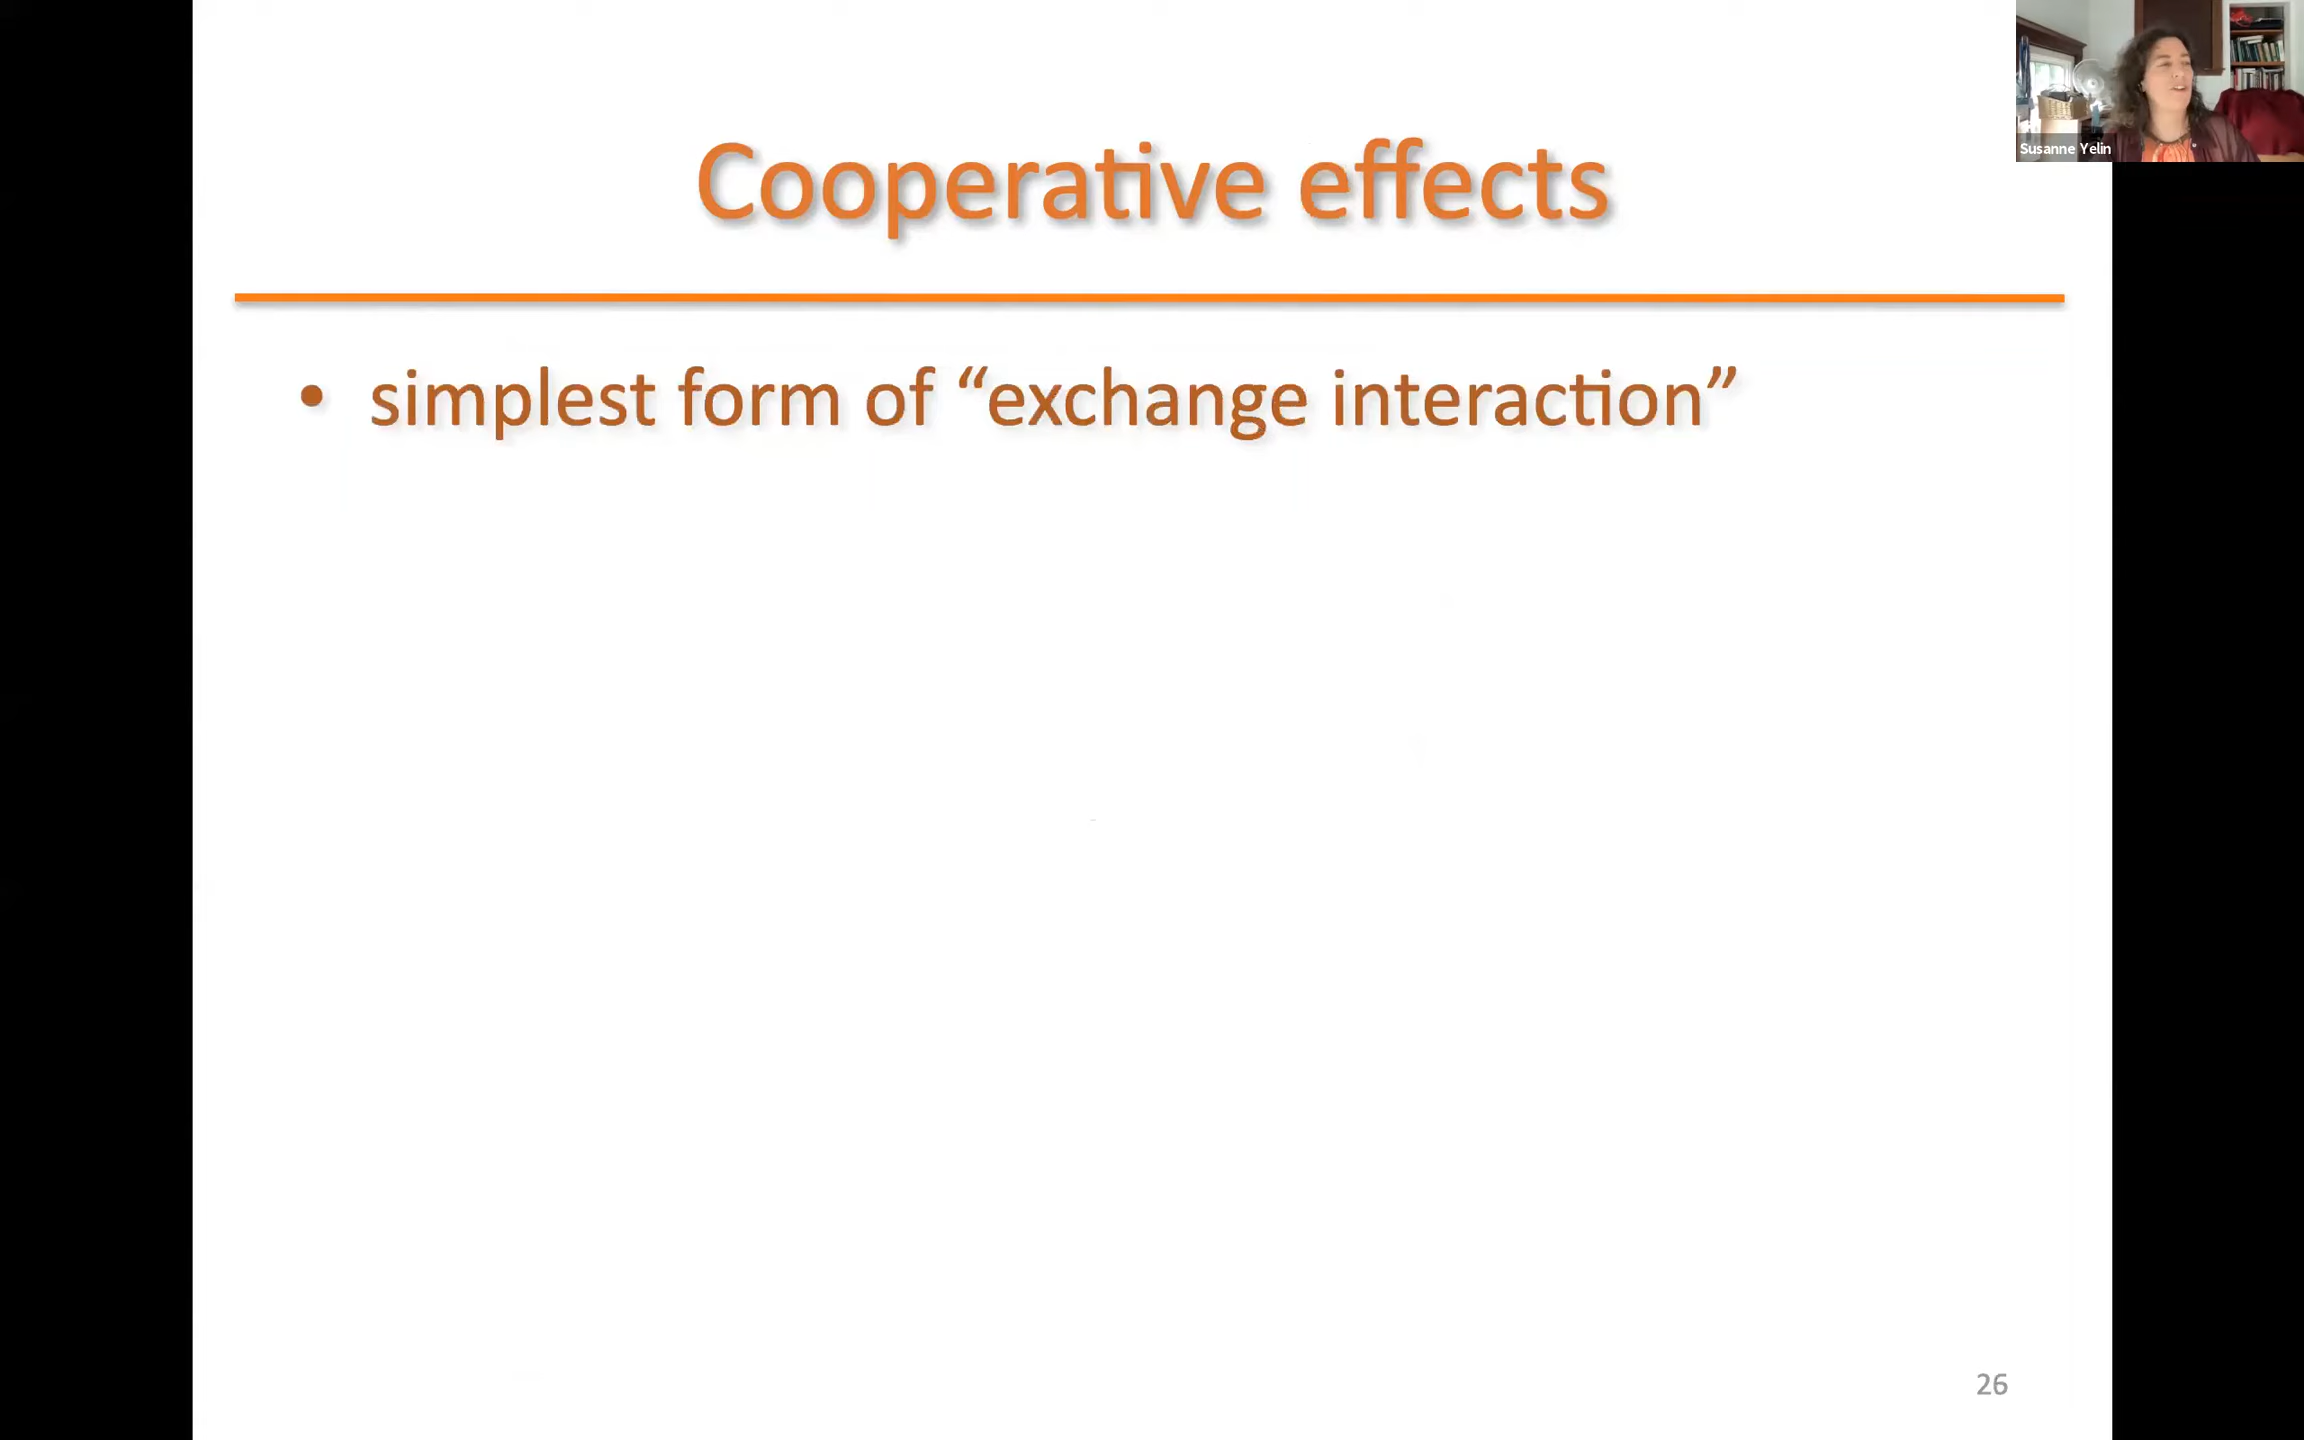 Susanne Yelin
Cooperative effects
• simplest form of “exchange interaction”
26